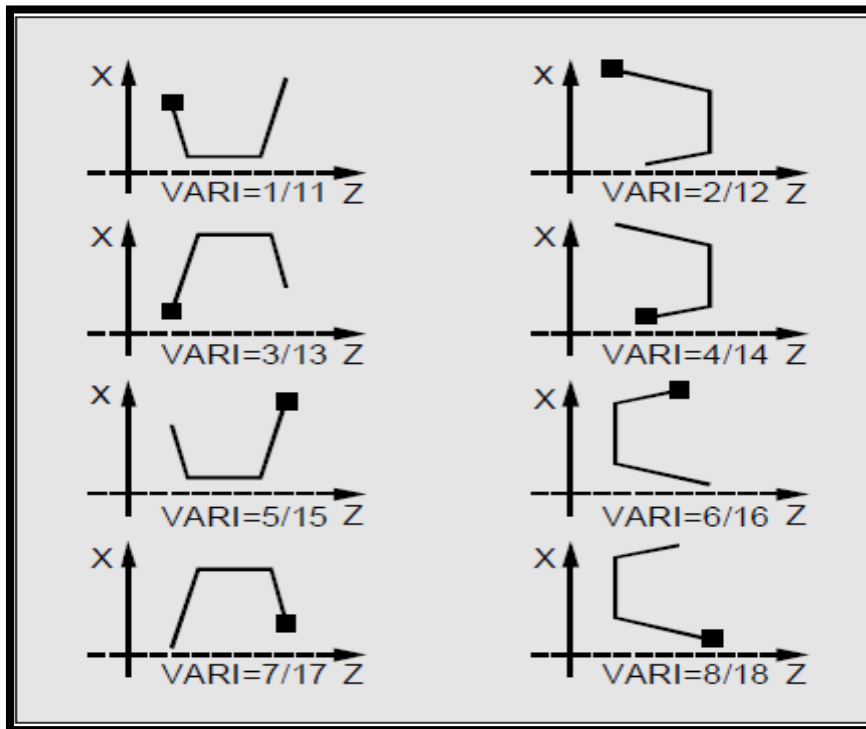 X X
VARI=1/11 Z VARI=2/12 Z
X X
VARI=3/13 Z VARI=4/14 Z
X X
VARI=5/15 Z VARI=6/16 Z
X X
VARI=7/17 Z VARI=8/18 Z